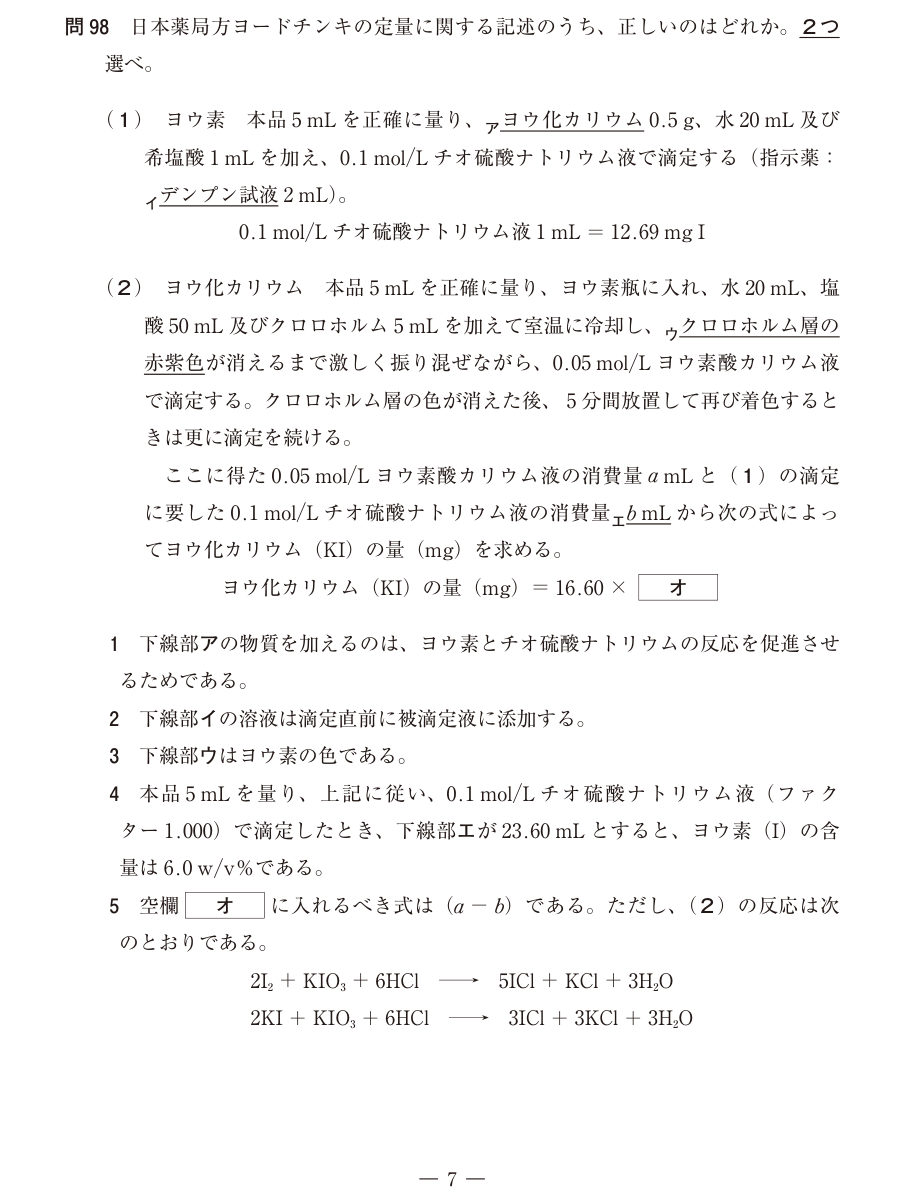 問98 日本薬局方ヨードチンキの定量に関する記述のうち、正しいのはどれか。2つ
選べ。
(1) ヨウ素 本品5 mLを正確に量り、アヨウ化カリウム0.5 g、水20 mL及び
希塩酸1 mLを加え、0.1 mol/Lチオ硫酸ナトリウム液で滴定する(指示薬:
イデンプン試液2 mL)。
0.1 mol/Lチオ硫酸ナトリウム液1 mL = 12.69 mg I
(2) ヨウ化カリウム 本品5 mLを正確に量り、ヨウ素瓶に入れ、水20 mL、塩
酸50 mL及びクロロホルム5 mLを加えて室温に冷却し、ウクロロホルム層の
赤紫色が消えるまで激しく振り混ぜながら、0.05 mol/Lヨウ素酸カリウム液
で滴定する。クロロホルム層の色が消えた後、5分間放置して再び着色すると
きは更に滴定を続ける。
ここに得た0.05 mol/Lヨウ素酸カリウム液の消費量a mLと(1)の滴定
に要した0.1 mol/Lチオ硫酸ナトリウム液の消費量エb mLから次の式によっ
てヨウ化カリウム(KI)の量(mg)を求める。
ヨウ化カリウム(KI)の量(mg) = 16.60 × オ
1 下線部アの物質を加えるのは、ヨウ素とチオ硫酸ナトリウムの反応を促進させ
るためである。
2 下線部イの溶液は滴定直前に被滴定液に添加する。
3 下線部ウはヨウ素の色である。
4 本品5 mLを量り、上記に従い、0.1 mol/Lチオ硫酸ナトリウム液(ファク
ター1.000)で滴定したとき、下線部エが23.60 mLとすると、ヨウ素(I)の含
量は6.0 w/v%である。
5 空欄 オ に入れるべき式は(a − b)である。ただし、(2)の反応は次
のとおりである。
2I₂ + KIO₃ + 6HCl ⟶ 5ICl + KCl + 3H₂O
2KI + KIO₃ + 6HCl ⟶ 3ICl + 3KCl + 3H₂O
— 7 —